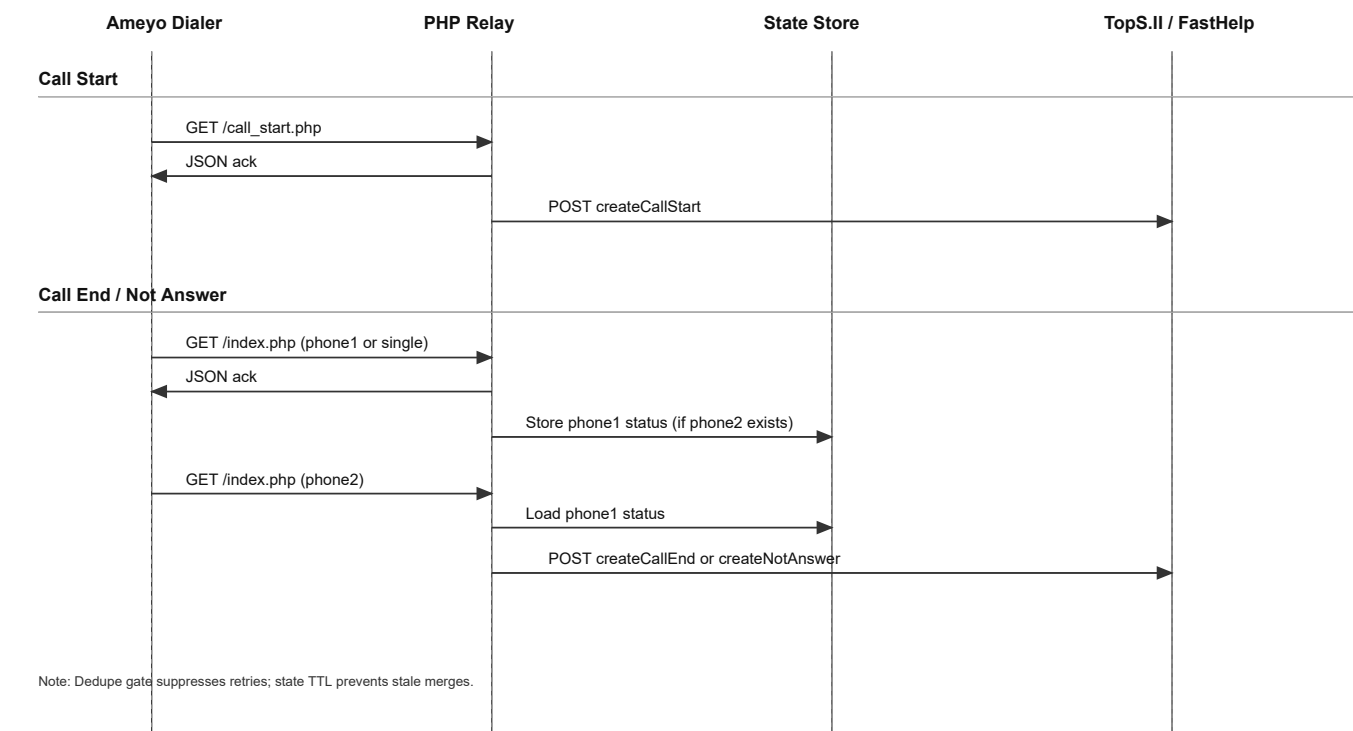 Ameyo Dialer
PHP Relay
State Store
TopS.II / FastHelp
Call Start
GET /call_start.php
JSON ack
POST createCallStart
Call End / Not Answer
GET /index.php (phone1 or single)
JSON ack
Store phone1 status (if phone2 exists)
GET /index.php (phone2)
Load phone1 status
POST createCallEnd or createNotAnswer
Note: Dedupe gate suppresses retries; state TTL prevents stale merges.